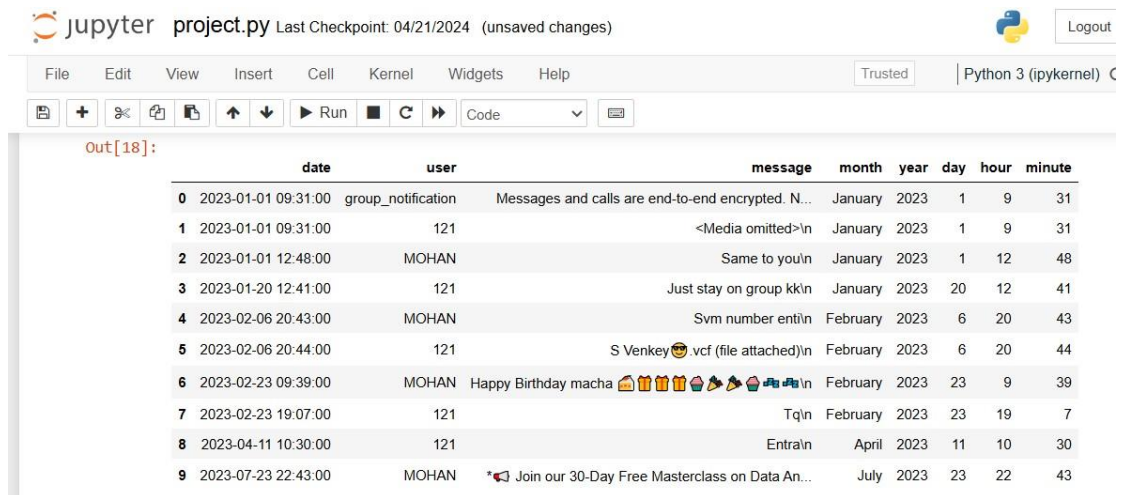 jupyter project.py Last Checkpoint: 04/21/2024 (unsaved changes) Logout
File Edit View Insert Cell Kernel Widgets Help Trusted Python 3 (ipykernel)
Run Code
Out[18]:
date user message month year day hour minute
0 2023-01-01 09:31:00 group_notification Messages and calls are end-to-end encrypted. N... January 2023 1 9 31
1 2023-01-01 09:31:00 121 <Media omitted>\n January 2023 1 9 31
2 2023-01-01 12:48:00 MOHAN Same to you\n January 2023 1 12 48
3 2023-01-20 12:41:00 121 Just stay on group kk\n January 2023 20 12 41
4 2023-02-06 20:43:00 MOHAN Svm number enti\n February 2023 6 20 43
5 2023-02-06 20:44:00 121 S Venkey😎.vcf (file attached)\n February 2023 6 20 44
6 2023-02-23 09:39:00 MOHAN Happy Birthday macha 🍰🎁🎁🎁🧁🎉🎉🧁\n February 2023 23 9 39
7 2023-02-23 19:07:00 121 Tq\n February 2023 23 19 7
8 2023-04-11 10:30:00 121 Entra\n April 2023 11 10 30
9 2023-07-23 22:43:00 MOHAN *📢 Join our 30-Day Free Masterclass on Data An... July 2023 23 22 43